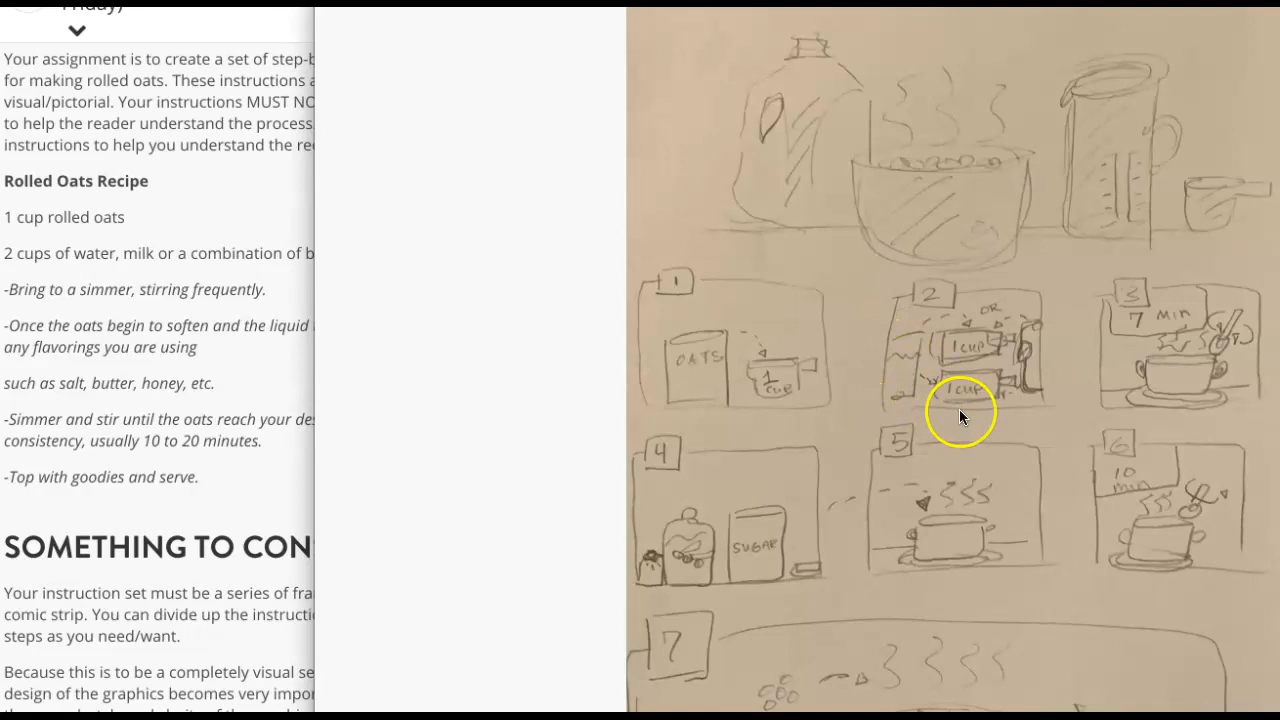 Friday)
Your assignment is to create a set of step-b
for making rolled oats. These instructions a
visual/pictorial. Your instructions MUST NO
to help the reader understand the process.
instructions to help you understand the re
Rolled Oats Recipe
1 cup rolled oats
2 cups of water, milk or a combination of b
-Bring to a simmer, stirring frequently.
-Once the oats begin to soften and the liquid
any flavorings you are using
such as salt, butter, honey, etc.
-Simmer and stir until the oats reach your des
consistency, usually 10 to 20 minutes.
-Top with goodies and serve.
SOMETHING TO CON
Your instruction set must be a series of fra
comic strip. You can divide up the instructi
steps as you need/want.
Because this is to be a completely visual se
design of the graphics becomes very impor
1
OATS
1
CUP
2
OR
1 CUP
1 CUP
3
7 MIN
4
SUGAR
5
6
10
min
7